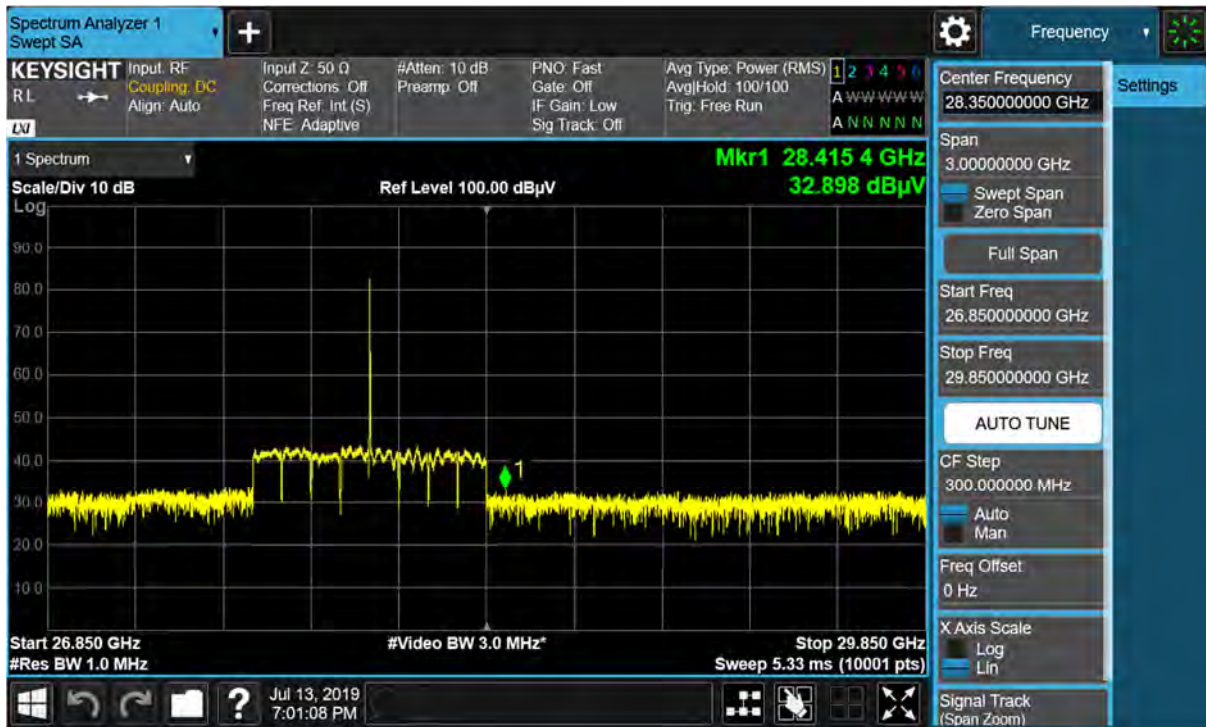 Spectrum Analyzer 1
Swept SA
+
Frequency
KEYSIGHT
RL
LXI
Input: RF
Coupling: DC
Align: Auto
Input Z: 50 Ω
Corrections: Off
Freq Ref: Int (S)
NFE: Adaptive
#Atten: 10 dB
Preamp: Off
PNO: Fast
Gate: Off
IF Gain: Low
Sig Track: Off
Avg Type: Power (RMS)
Avg|Hold: 100/100
Trig: Free Run
1 2 3 4 5 6
A W W W W W
A N N N N N
1 Spectrum
Scale/Div 10 dB
Log
Ref Level 100.00 dBµV
Mkr1 28.415 4 GHz
32.898 dBµV
90.0
80.0
70.0
60.0
50.0
40.0
30.0
20.0
10.0
1
Start 26.850 GHz
#Res BW 1.0 MHz
#Video BW 3.0 MHz*
Stop 29.850 GHz
Sweep 5.33 ms (10001 pts)
Center Frequency
28.350000000 GHz
Settings
Span
3.00000000 GHz
Swept Span
Zero Span
Full Span
Start Freq
26.850000000 GHz
Stop Freq
29.850000000 GHz
AUTO TUNE
CF Step
300.000000 MHz
Auto
Man
Freq Offset
0 Hz
X Axis Scale
Log
Lin
Signal Track
(Span Zoom)
?
Jul 13, 2019
7:01:08 PM